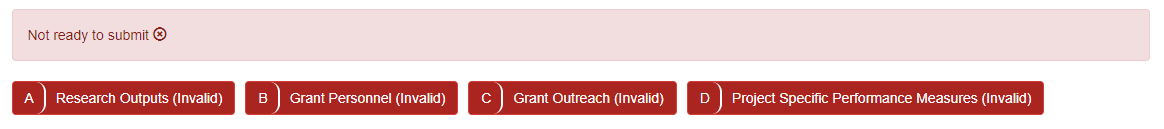 Not ready to submit
A Research Outputs (Invalid) B Grant Personnel (Invalid) C Grant Outreach (Invalid) D Project Specific Performance Measures (Invalid)